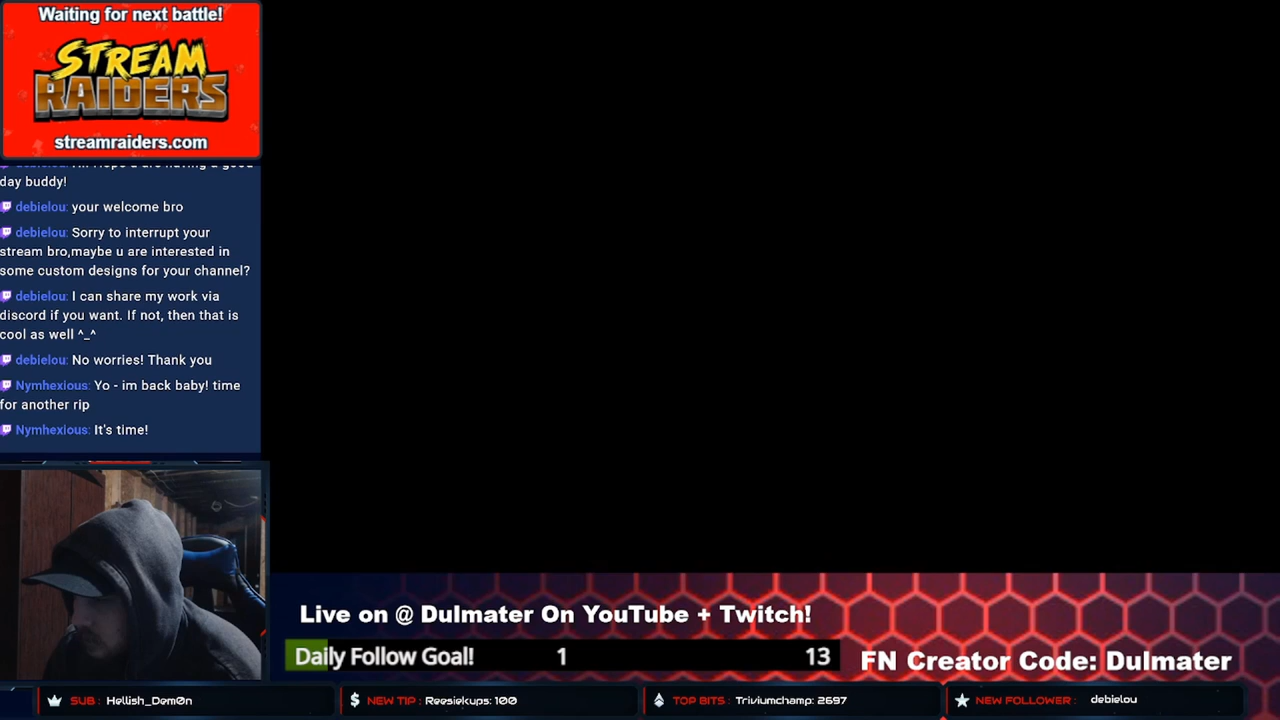 Waiting for next battle!
STREAM
RAIDERS
streamraiders.com
day buddy!
debielou: your welcome bro
debielou: Sorry to interrupt your
stream bro,maybe u are interested in
some custom designs for your channel?
debielou: I can share my work via
discord if you want. If not, then that is
cool as well ^_^
debielou: No worries! Thank you
Nymhexious: Yo - im back baby! time
for another rip
Nymhexious: It's time!
Live on @ Dulmater On YouTube + Twitch!
Daily Follow Goal! 1 13
FN Creator Code: Dulmater
SUB : Hellish_Dem0n
NEW TIP : Reesiekups: 100
TOP BITS : Triviumchamp: 2697
NEW FOLLOWER : debielou